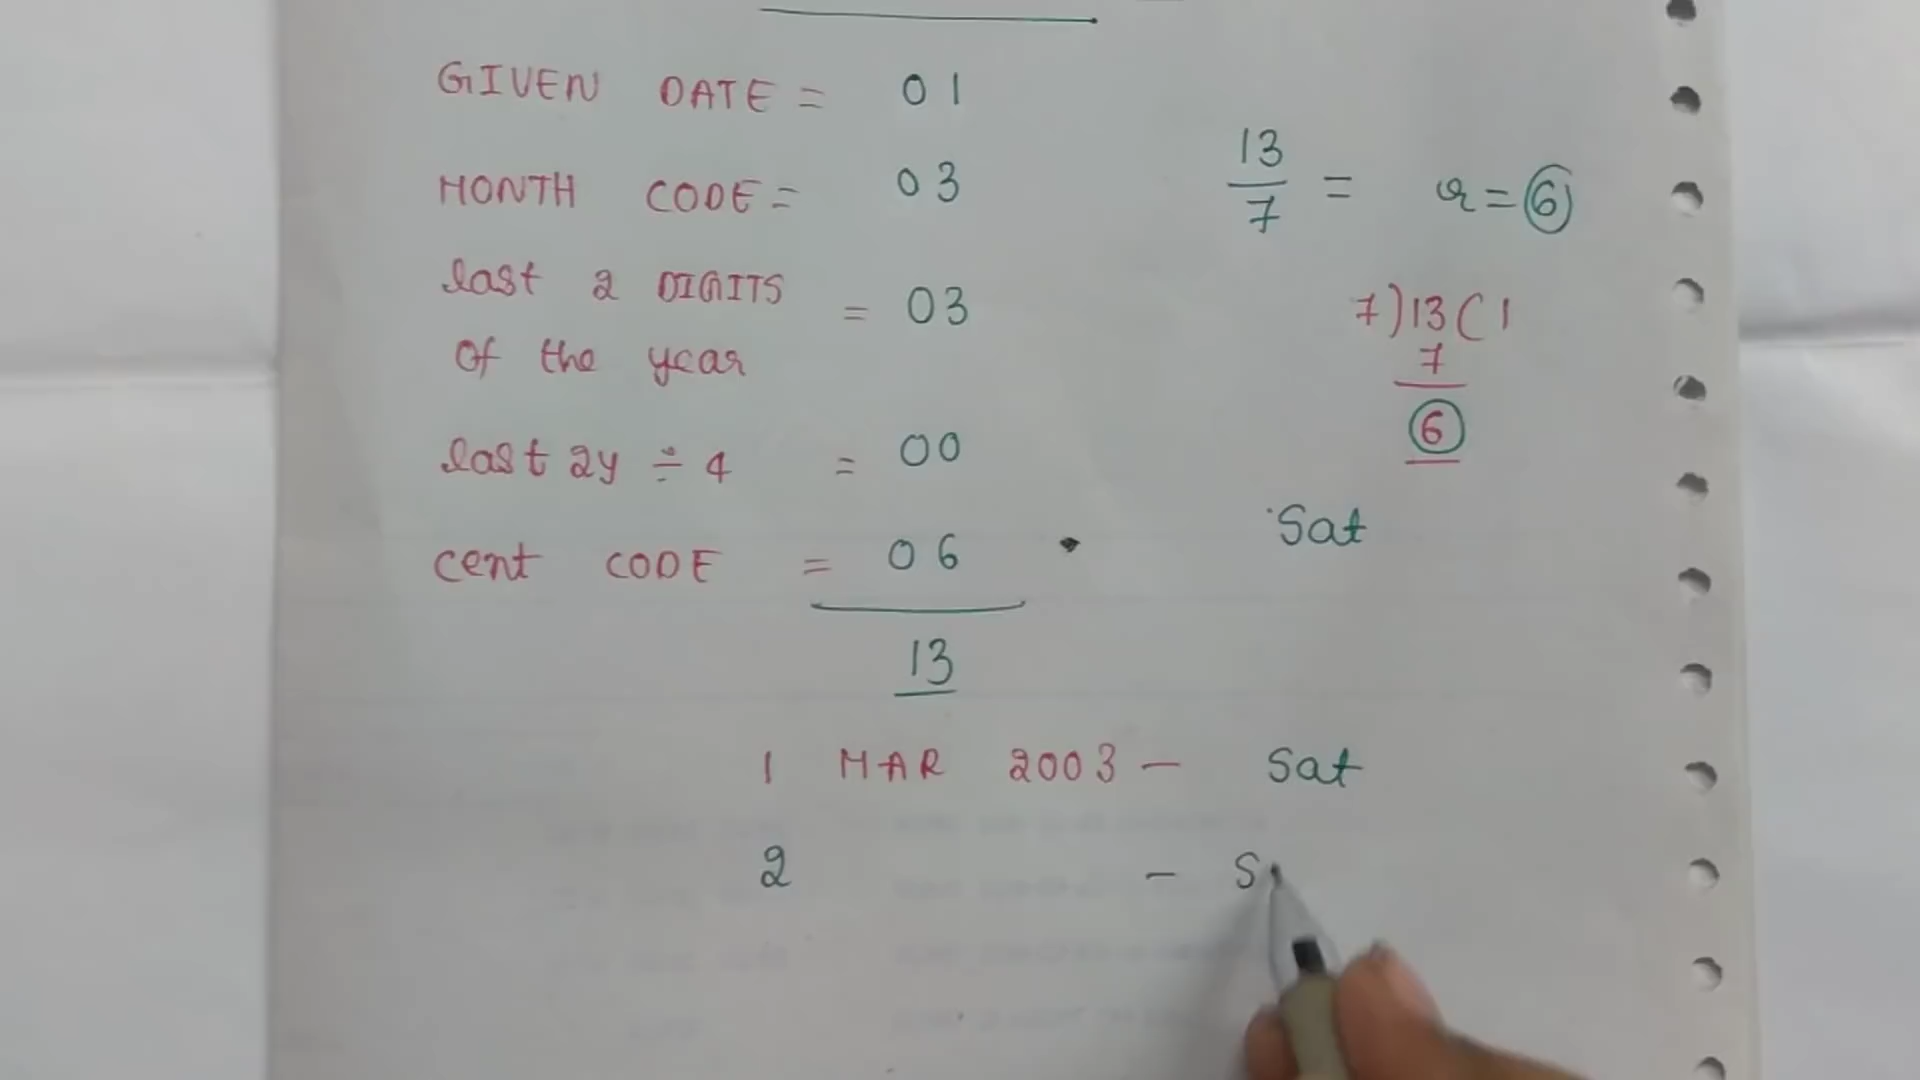 GIVEN DATE = 01
MONTH CODE = 03
last 2 DIGITS
Of the year = 03
last 2y ÷ 4 = 00
cent CODE = 06
13
13
7
= r = 6
7)13(1
7
6
Sat
1 MAR 2003 - Sat
2 - S